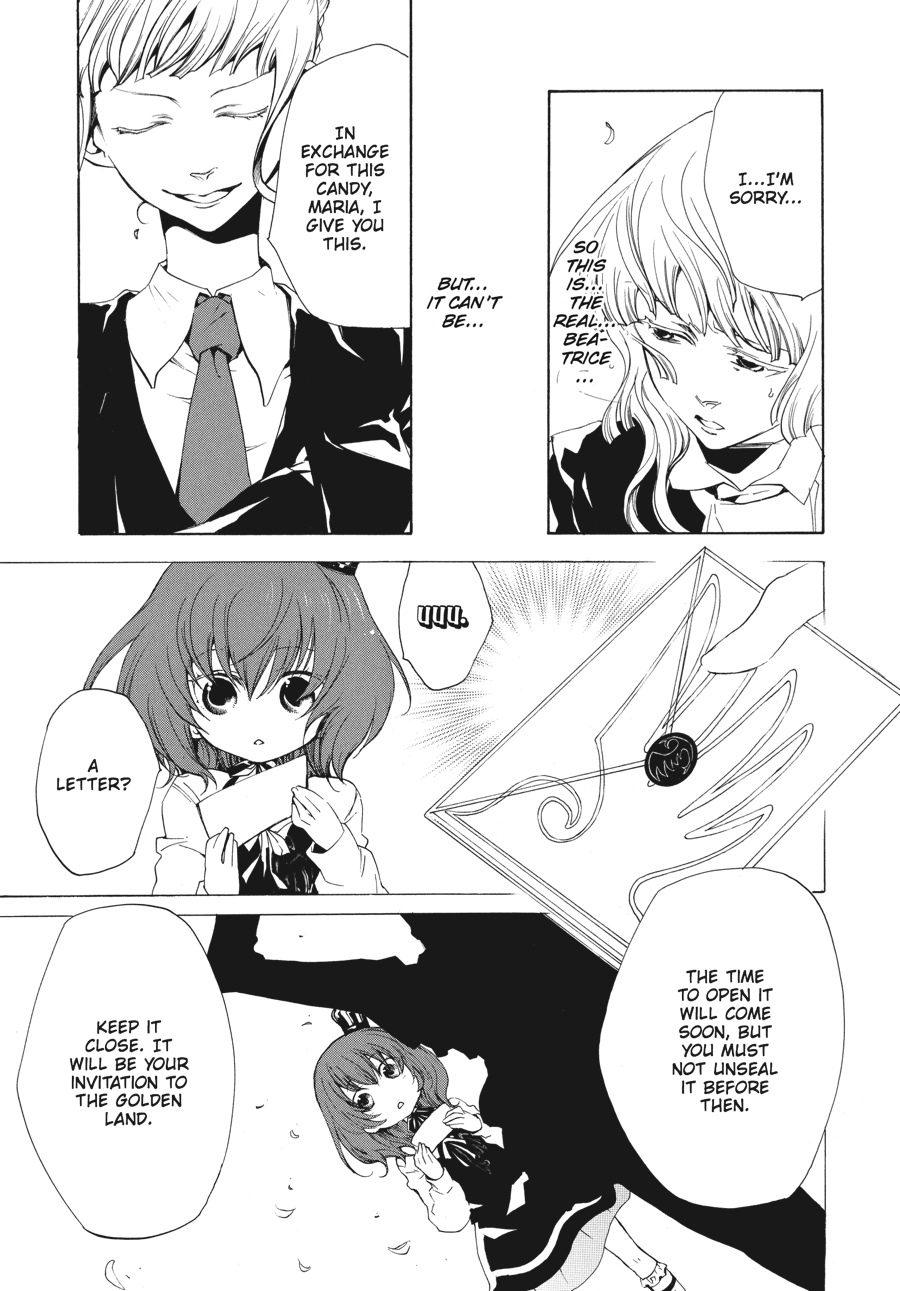 I...I'M
SORRY...
SO
THIS
IS...
THE
REAL...
BEA-
TRICE
...
BUT...
IT CAN'T
BE...
IN
EXCHANGE
FOR THIS
CANDY,
MARIA, I
GIVE YOU
THIS.
UUU.
A
LETTER?
THE TIME
TO OPEN IT
WILL COME
SOON, BUT
YOU MUST
NOT UNSEAL
IT BEFORE
THEN.
KEEP IT
CLOSE. IT
WILL BE YOUR
INVITATION TO
THE GOLDEN
LAND.